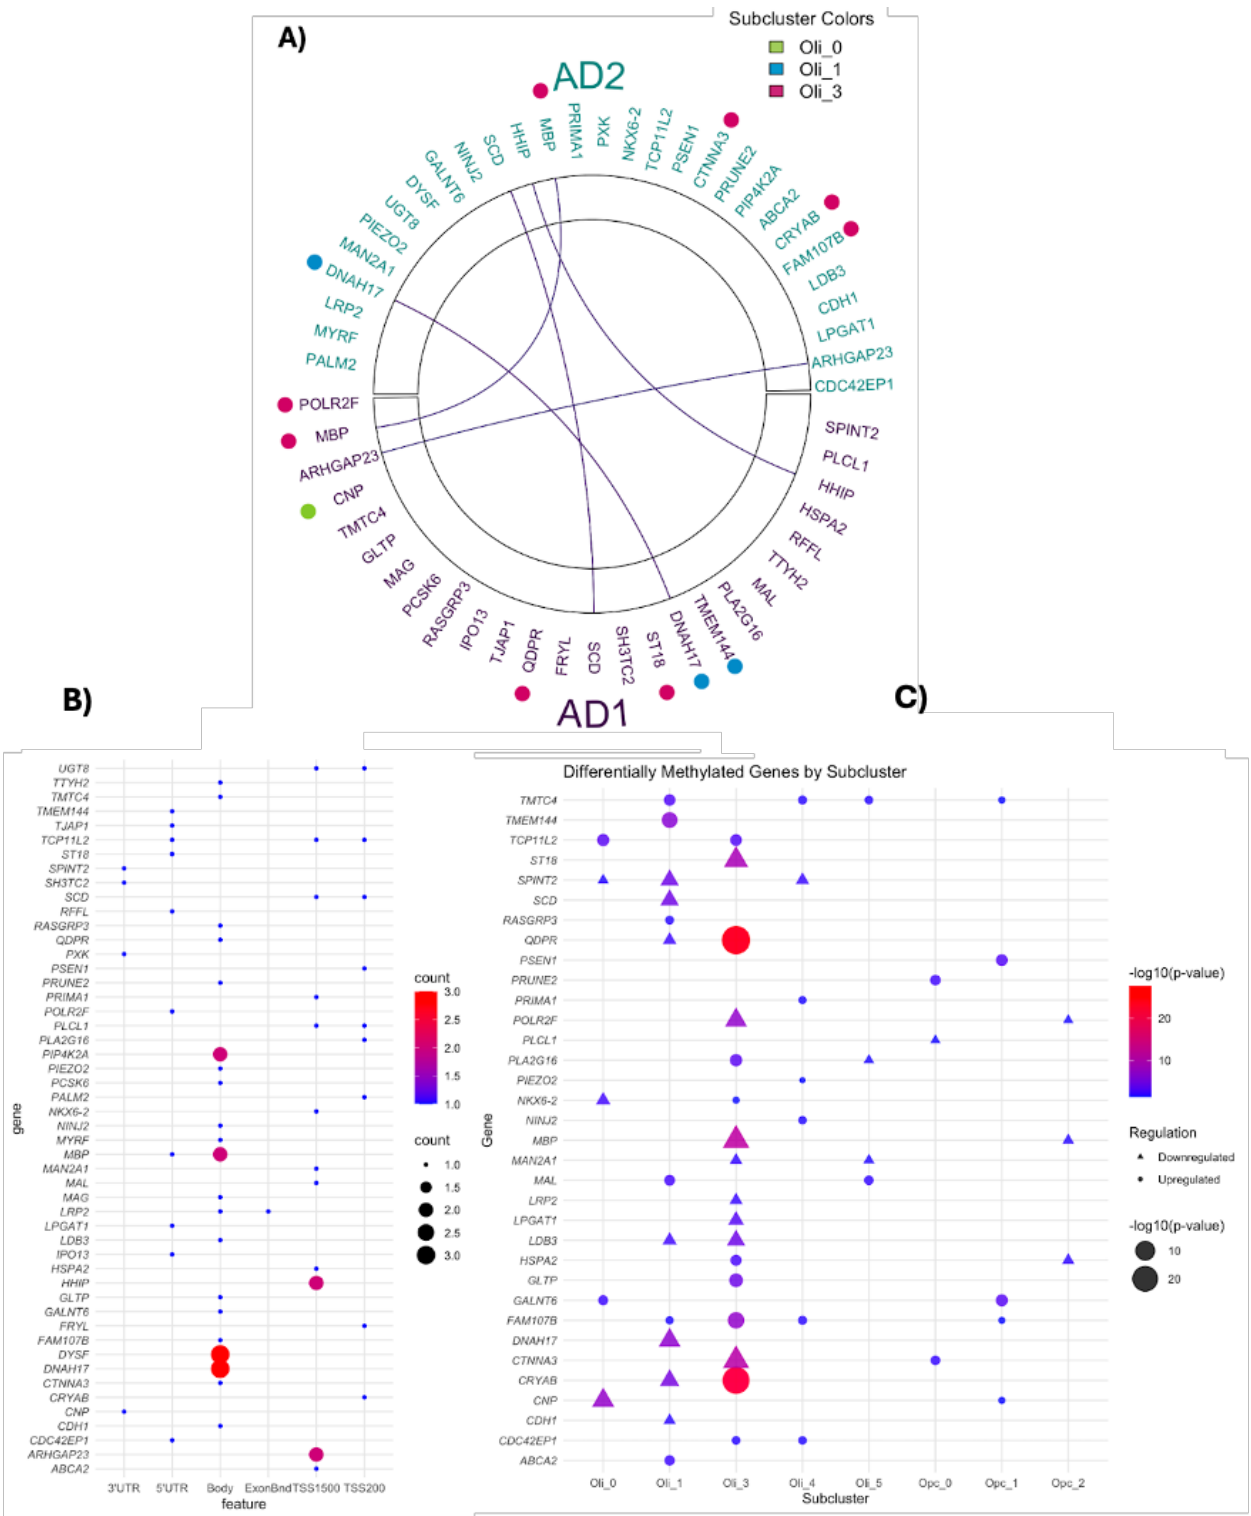 A)
Subcluster Colors
Oli_0
Oli_1
Oli_3
AD2
PALM2
MYRF
LRP2
DNAH17
MAN2A1
PIEZO2
UGT8
DYSF
GALNT6
NINJ2
SCD
HHIP
MBP
PRIMA1
PXK
NKX6-2
TCP11L2
PSEN1
CTNNA3
PRUNE2
PIP4K2A
ABCA2
CRYAB
FAM107B
LDB3
CDH1
LPGAT1
ARHGAP23
CDC42EP1
SPINT2
PLCL1
HHIP
HSPA2
RFFL
TTYH2
MAL
PLA2G16
TMEM144
DNAH17
ST18
SH3TC2
SCD
FRYL
QDPR
TJAP1
IPO13
RASGRP3
PCSK6
MAG
GLTP
TMTC4
CNP
ARHGAP23
MBP
POLR2F
AD1
B)
gene
UGT8
TTYH2
TMTC4
TMEM144
TJAP1
TCP11L2
ST18
SPINT2
SH3TC2
SCD
RFFL
RASGRP3
QDPR
PXK
PSEN1
PRUNE2
PRIMA1
POLR2F
PLCL1
PLA2G16
PIP4K2A
PIEZO2
PCSK6
PALM2
NKX6-2
NINJ2
MYRF
MBP
MAN2A1
MAL
MAG
LRP2
LPGAT1
LDB3
IPO13
HSPA2
HHIP
GLTP
GALNT6
FRYL
FAM107B
DYSF
DNAH17
CTNNA3
CRYAB
CNP
CDH1
CDC42EP1
ARHGAP23
ABCA2
3'UTR 5'UTR Body ExonBnd TSS1500 TSS200
feature
count
3.0
2.5
2.0
1.5
1.0
count
1.0
1.5
2.0
2.5
3.0
C)
Differentially Methylated Genes by Subcluster
Gene
TMTC4
TMEM144
TCP11L2
ST18
SPINT2
SCD
RASGRP3
QDPR
PSEN1
PRUNE2
PRIMA1
POLR2F
PLCL1
PLA2G16
PIEZO2
NKX6-2
NINJ2
MBP
MAN2A1
MAL
LRP2
LPGAT1
LDB3
HSPA2
GLTP
GALNT6
FAM107B
DNAH17
CTNNA3
CRYAB
CNP
CDH1
CDC42EP1
ABCA2
Oli_0 Oli_1 Oli_3 Oli_4 Oli_5 Opc_0 Opc_1 Opc_2
Subcluster
-log10(p-value)
20
10
Regulation
Downregulated
Upregulated
-log10(p-value)
10
20